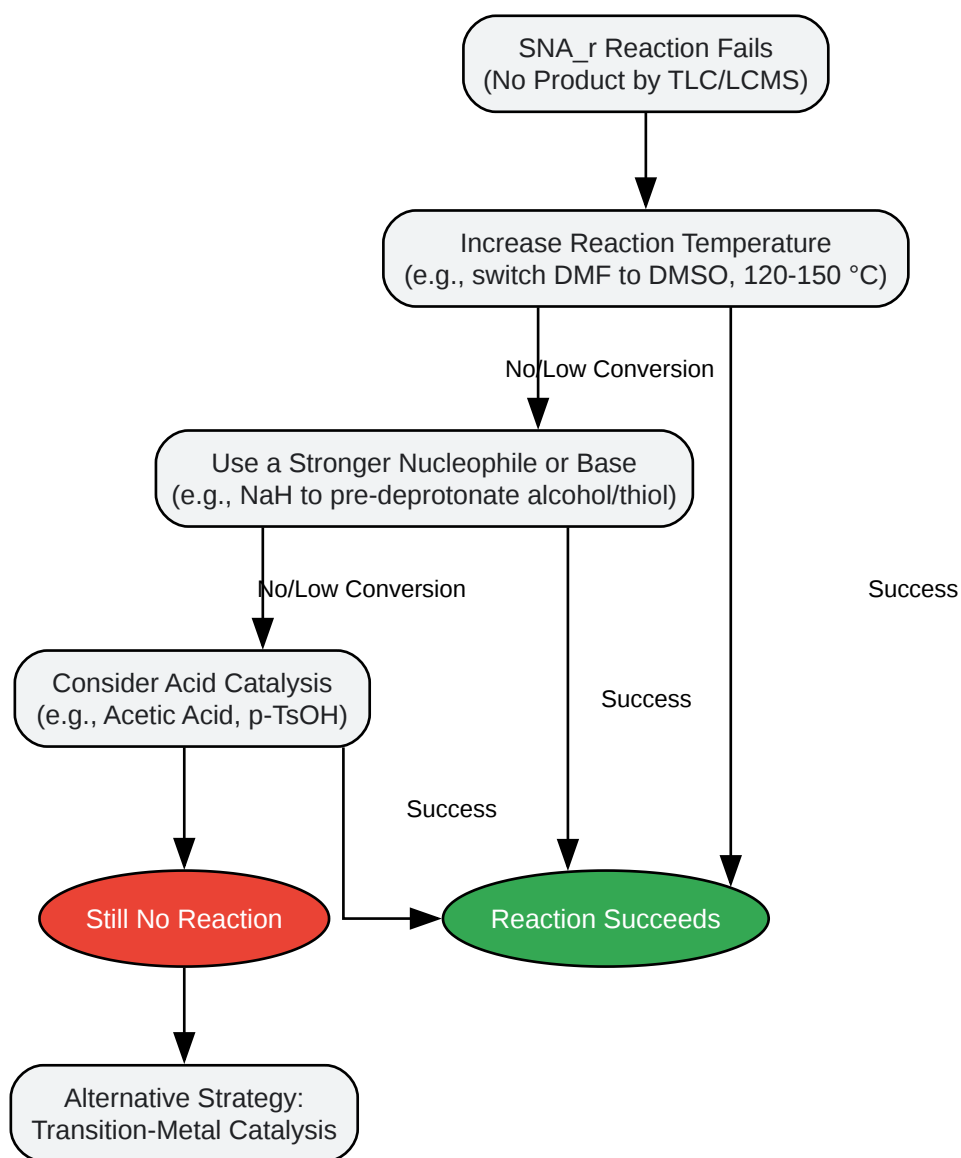 SNA_r Reaction Fails
(No Product by TLC/LCMS)
Increase Reaction Temperature
(e.g., switch DMF to DMSO, 120-150 °C)
No/Low Conversion
Use a Stronger Nucleophile or Base
(e.g., NaH to pre-deprotonate alcohol/thiol)
No/Low Conversion
Success
Consider Acid Catalysis
(e.g., Acetic Acid, p-TsOH)
Success
Success
Still No Reaction
Reaction Succeeds
Alternative Strategy:
Transition-Metal Catalysis